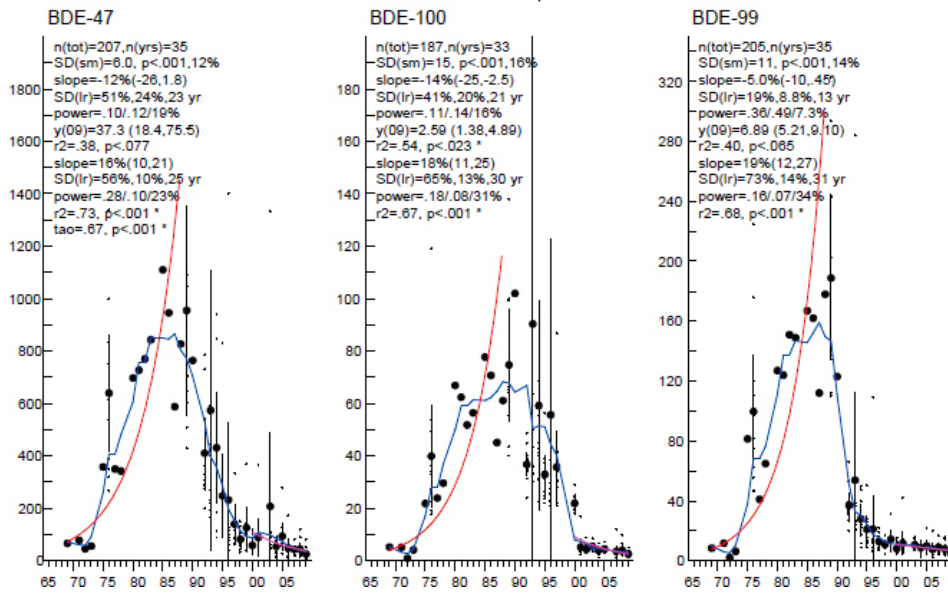 BDE-47
n(tot)=207,n(yrs)=35
SD(sm)=6.0, p<.001,12%
slope=-12%(-26,1.8)
SD(lr)=51%,24%,23 yr
power=.10/.12/19%
y(09)=37.3 (18.4,75.5)
r2=.38, p<.077
slope=16%(10,21)
SD(lr)=56%,10%,25 yr
power=.28/.10/23%
r2=.73, p<.001 *
tao=.67, p<.001 *
1800
1600
1400
1200
1000
800
600
400
200
0
65 70 75 80 85 90 95 00 05
BDE-100
n(tot)=187,n(yrs)=33
SD(sm)=15, p<.001,16%
slope=-14%(-25,-2.5)
SD(lr)=41%,20%,21 yr
power=.11/.14/16%
y(09)=2.59 (1.38,4.89)
r2=.54, p<.023 *
slope=18%(11,25)
SD(lr)=65%,13%,30 yr
power=.18/.08/31%
r2=.67, p<.001 *
180
160
140
120
100
80
60
40
20
0
65 70 75 80 85 90 95 00 05
BDE-99
n(tot)=205,n(yrs)=35
SD(sm)=11, p<.001,14%
slope=-5.0%(-10,.45)
SD(lr)=19%,8.8%,13 yr
power=.36/.49/7.3%
y(09)=6.89 (5.21,9.10)
r2=.40, p<.065
slope=19%(12,27)
SD(lr)=73%,14%,31 yr
power=.16/.07/34%
r2=.68, p<.001 *
320
280
240
200
160
120
80
40
0
65 70 75 80 85 90 95 00 05